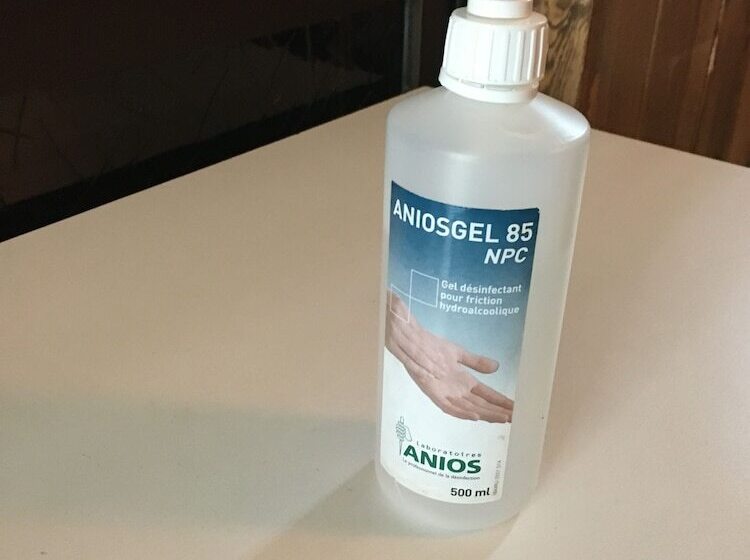 ANIOSGEL 85
NPC
Gel désinfectant
pour friction
hydroalcoolique
laboratoires
ANIOS
Le professionnel de la désinfection
500 ml